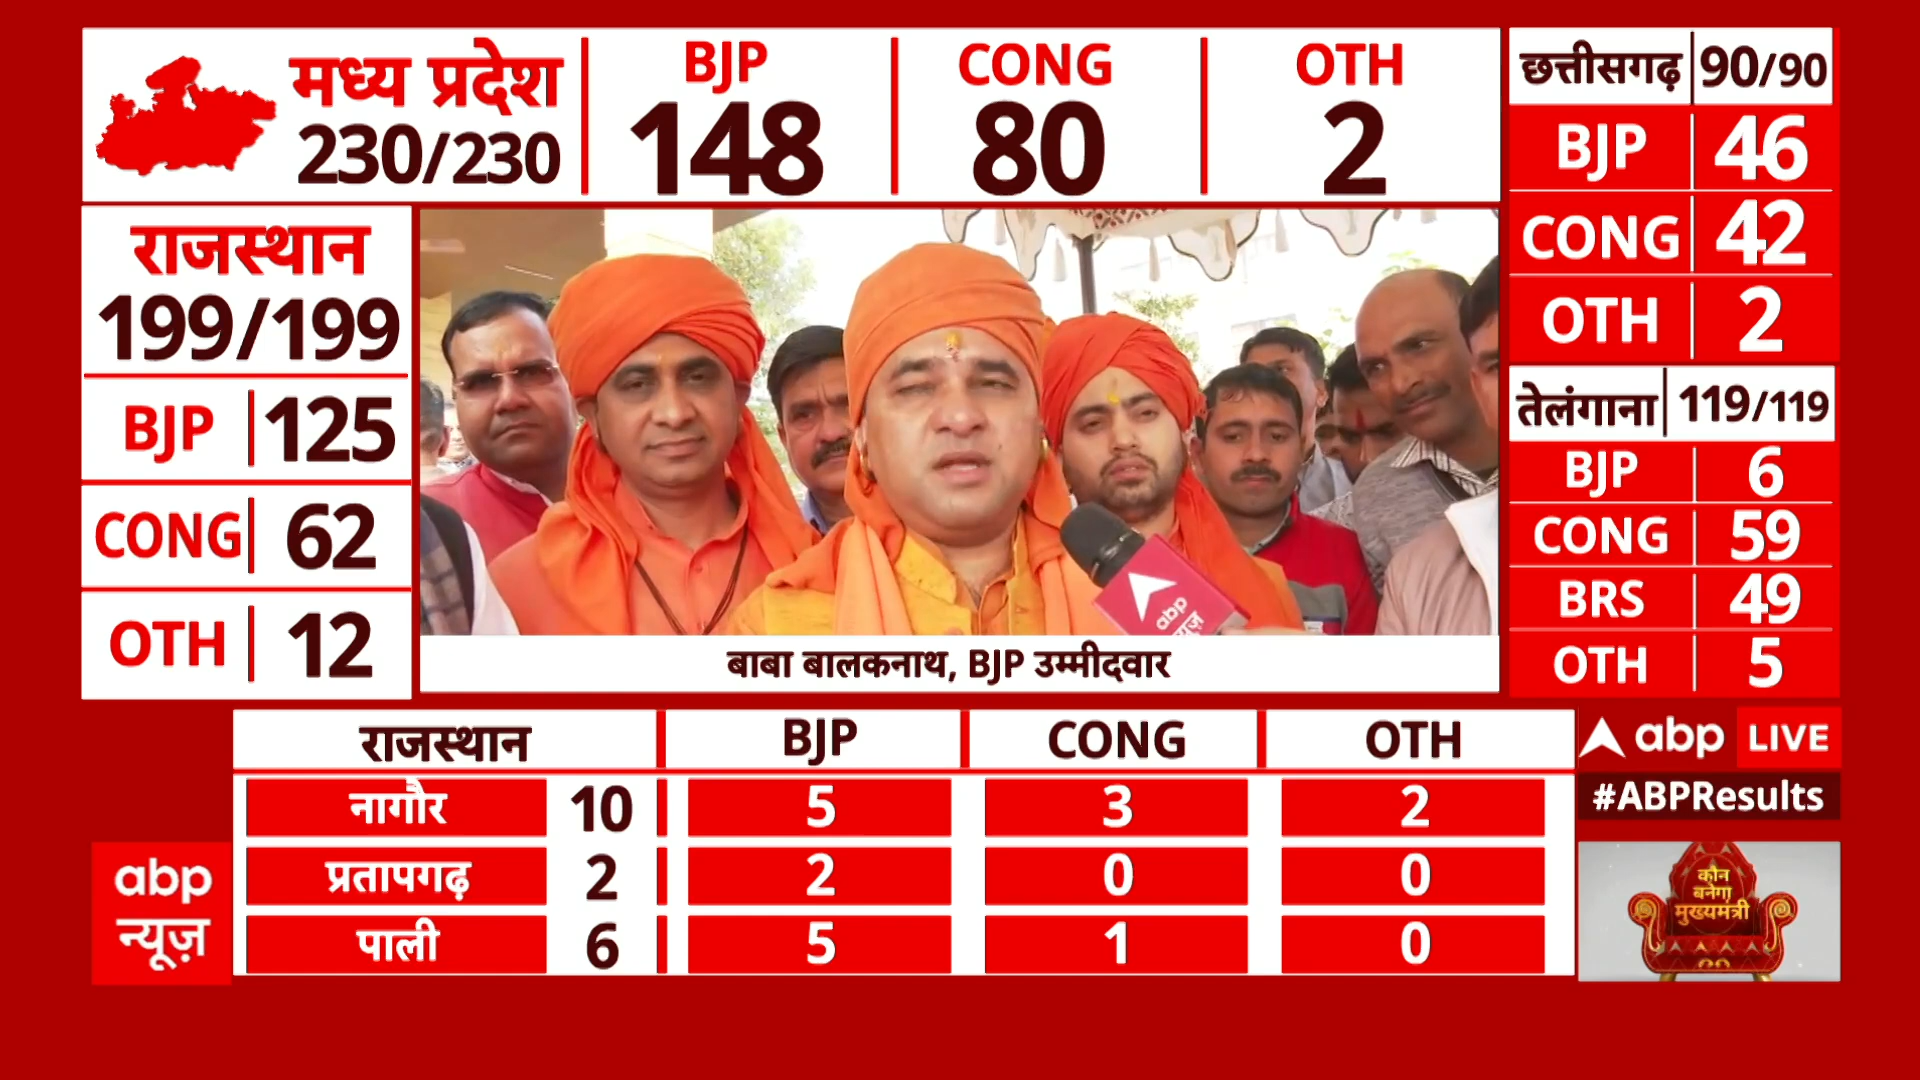 मध्य प्रदेश
230/230
BJP
148
CONG
80
OTH
2
छत्तीसगढ़ 90/90
BJP 46
CONG 42
OTH 2
राजस्थान
199/199
BJP 125
CONG 62
OTH 12
तेलंगाना 119/119
BJP 6
CONG 59
BRS 49
OTH 5
abp
न्यूज़
बाबा बालकनाथ, BJP उम्मीदवार
राजस्थान BJP CONG OTH
नागौर 10 5 3 2
प्रतापगढ़ 2 2 0 0
पाली 6 5 1 0
abp LIVE
#ABPResults
abp
न्यूज़
कौन
बनेगा
मुख्यमंत्री